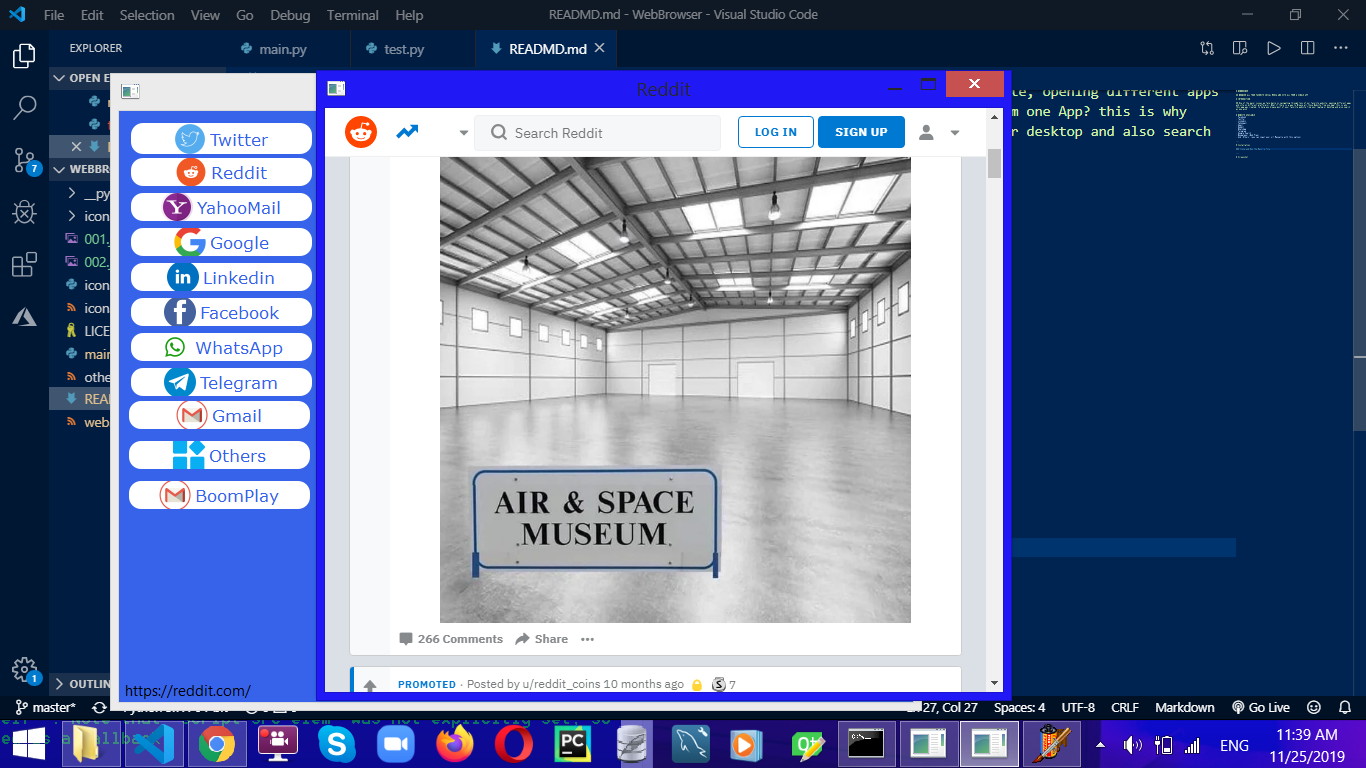 File Edit Selection View Go Debug Terminal Help
READMD.md - WebBrowser - Visual Studio Code
EXPLORER
main.py
test.py
READMD.md
OPEN E
te, opening different apps
m one App? this is why
r desktop and also search
WEBBR
__py
icon
001.
002.
icon
icon
LICE
main
othe
REA
web
OUTLIN
Twitter
Reddit
YahooMail
Google
Linkedin
Facebook
WhatsApp
Telegram
Gmail
Others
BoomPlay
https://reddit.com/
Reddit
Search Reddit
LOG IN
SIGN UP
AIR & SPACE
MUSEUM
266 Comments
Share
PROMOTED · Posted by u/reddit_coins 10 months ago
S 7
7
1
master*
27, Col 27
Spaces: 4
UTF-8
CRLF
Markdown
Go Live
ENG
11:39 AM
11/25/2019